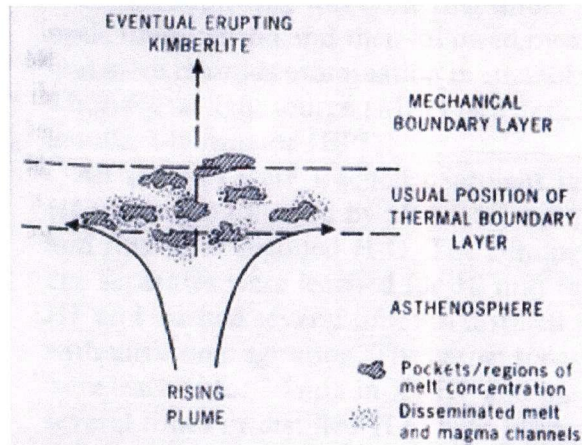 EVENTUAL ERUPTING
KIMBERLITE
MECHANICAL
BOUNDARY LAYER
USUAL POSITION OF
THERMAL BOUNDARY
LAYER
ASTHENOSPHERE
RISING
PLUME
Pockets/regions of
melt concentration
Disseminated melt
and magma channels